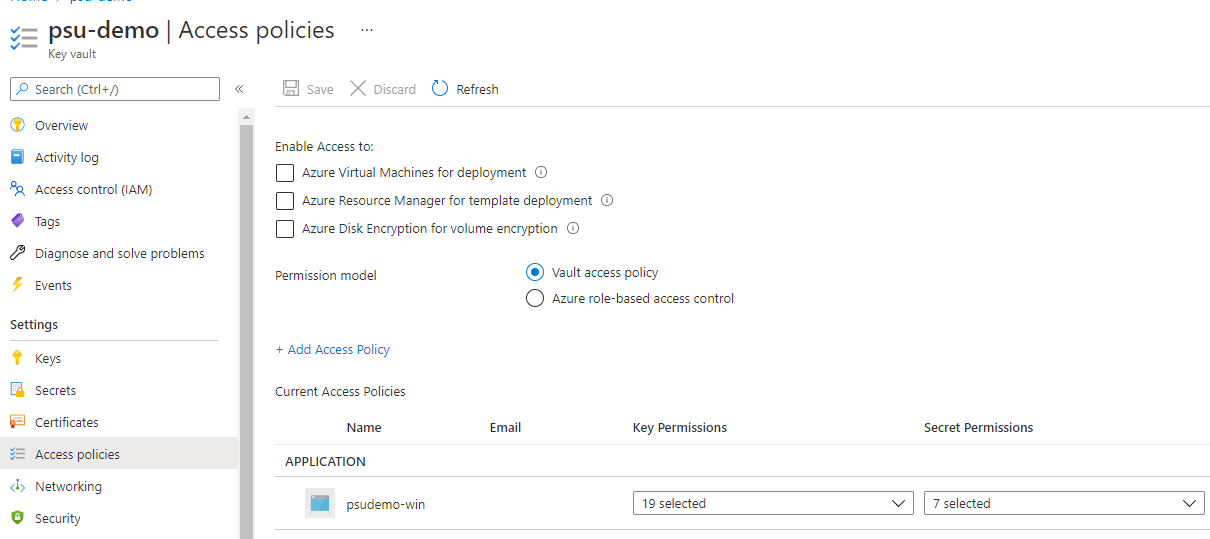 Home > psu-demo
psu-demo | Access policies ...
Key vault
Search (Ctrl+/)
«
Save
Discard
Refresh
Overview
Activity log
Access control (IAM)
Tags
Diagnose and solve problems
Events
Settings
Keys
Secrets
Certificates
Access policies
Networking
Security
Enable Access to:
Azure Virtual Machines for deployment
Azure Resource Manager for template deployment
Azure Disk Encryption for volume encryption
Permission model
Vault access policy
Azure role-based access control
+ Add Access Policy
Current Access Policies
Name Email Key Permissions Secret Permissions
APPLICATION
psudemo-win 19 selected 7 selected